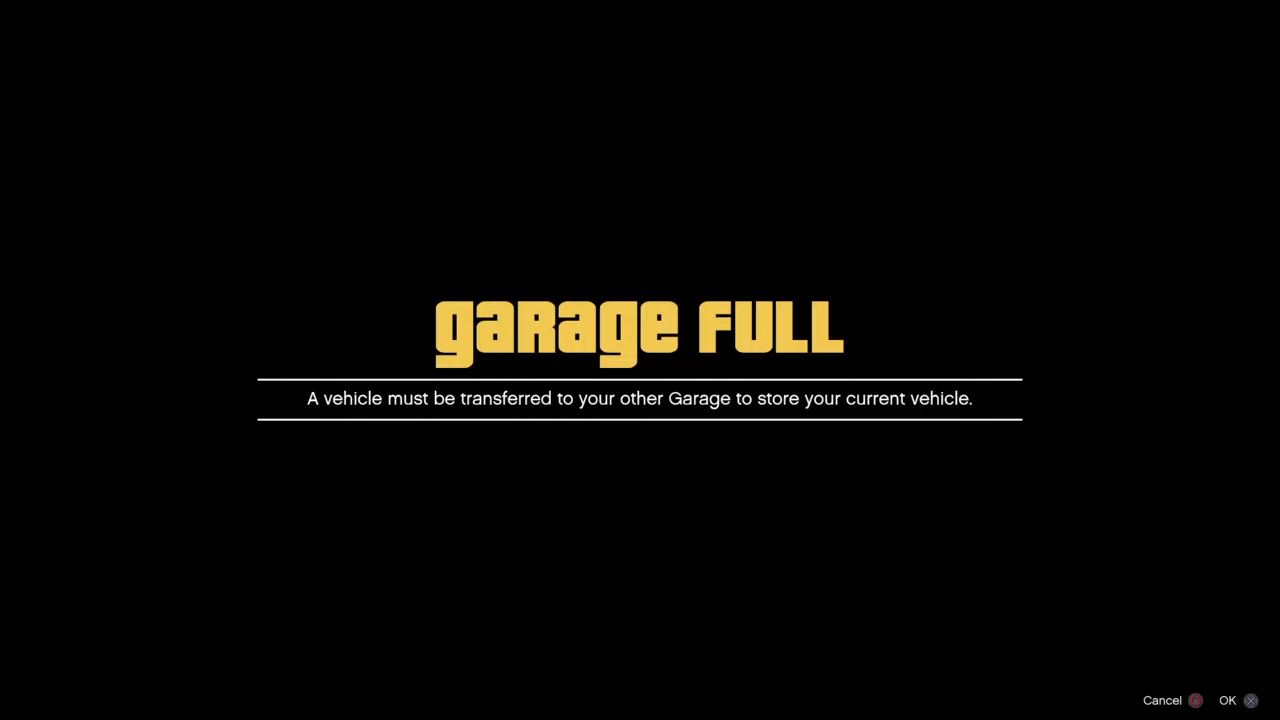 garage FULL
A vehicle must be transferred to your other Garage to store your current vehicle.
Cancel OK